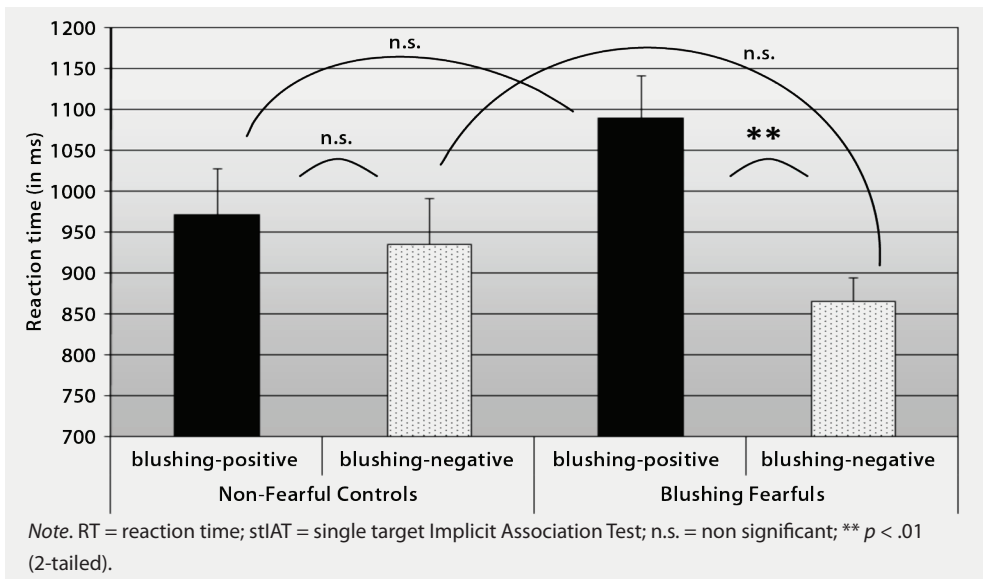 1200
1150
1100
1050
1000
950
900
850
800
750
700
Reaction time (in ms)
n.s.
n.s.
n.s.
**
blushing-positive blushing-negative blushing-positive blushing-negative
Non-Fearful Controls Blushing Fearfuls
Note. RT = reaction time; stIAT = single target Implicit Association Test; n.s. = non significant; ** p < .01
(2-tailed).